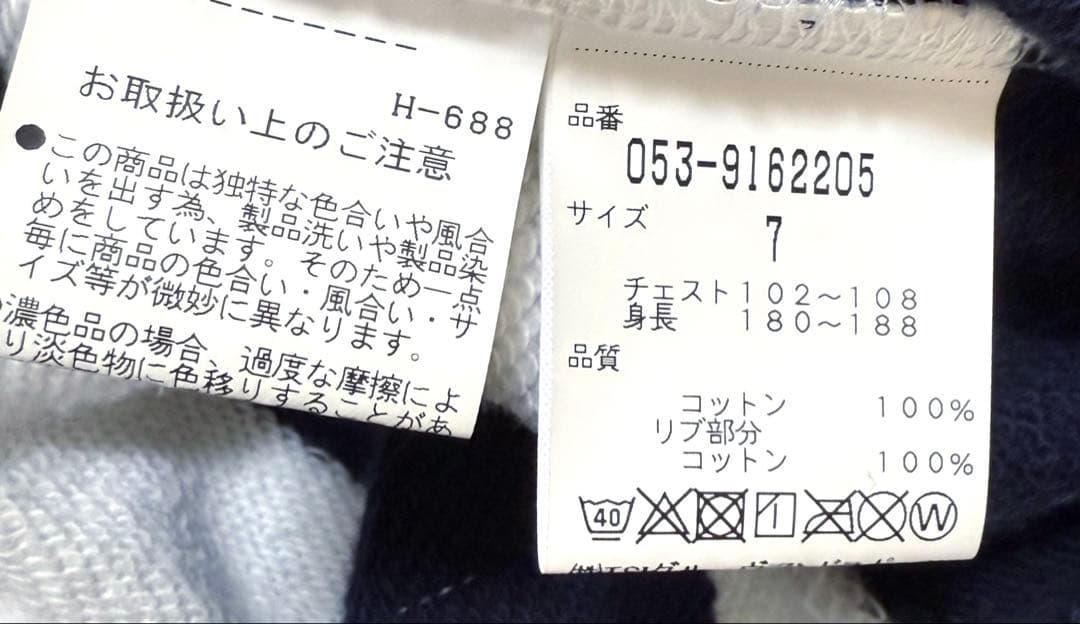 H-688
お取扱い上のご注意
●この商品は独特な色合いや風合
いを出す為、製品洗いや製品染
めをしています。そのため一点
毎に商品の色合い・風合い・サ
イズ等が微妙に異なります。
濃色品の場合、過度な摩擦によ
り淡色物に色移りすることがあ
品番
053-9162205
サイズ
7
チェスト 102〜108
身長 180〜188
品質
コットン 100%
リブ部分
コットン 100%
40
W